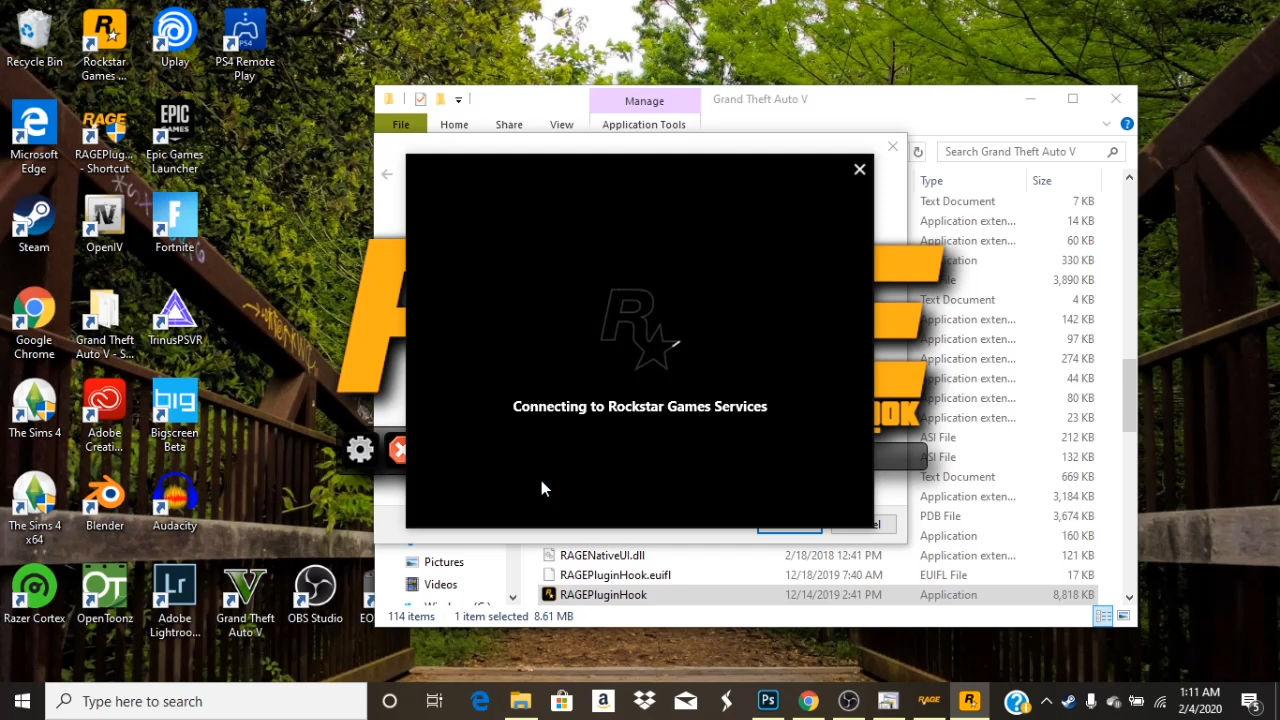 Recycle Bin
Rockstar
Games ...
Uplay
PS4 Remote
Play
Microsoft
Edge
RAGEPlug...
- Shortcut
Epic Games
Launcher
EPIC
GAMES
RAGE
Steam
OpenIV
Fortnite
Google
Chrome
Grand Theft
Auto V - S...
TrinusPSVR
The Sims 4
Adobe
Creati...
big
Bigscreen
Beta
The Sims 4
x64
Blender
Audacity
Razer Cortex
OpenToonz
Adobe
Lightroo...
Grand Theft
Auto V
OBS Studio
EO
Manage
Grand Theft Auto V
File
Home
Share
View
Application Tools
Search Grand Theft Auto V
Type
Size
Text Document
7 KB
Application exten...
14 KB
Application exten...
60 KB
cation
330 KB
File
3,890 KB
Text Document
4 KB
Application exten...
142 KB
Application exten...
97 KB
Application exten...
274 KB
Application exten...
44 KB
Application exten...
80 KB
Application exten...
23 KB
ASI File
212 KB
ASI File
132 KB
Text Document
669 KB
Application exten...
3,184 KB
PDB File
3,674 KB
Application
160 KB
Connecting to Rockstar Games Services
el
Pictures
RAGENativeUI.dll
2/18/2018 12:41 PM
Application exten...
121 KB
Videos
RAGEPluginHook.euifl
12/18/2019 7:40 AM
EUIFL File
17 KB
RAGEPluginHook
12/14/2019 2:41 PM
Application
8,818 KB
114 items
1 item selected 8.61 MB
Type here to search
RAGE
1:11 AM
2/4/2020
5